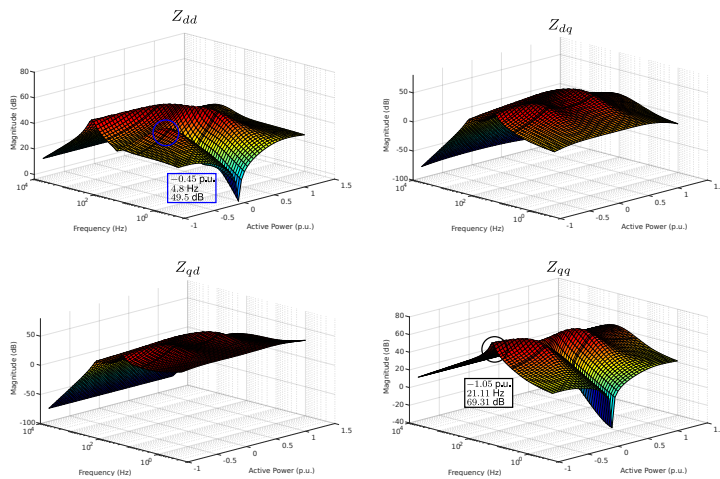 Z_dd
80
60
40
20
0
Magnitude (dB)
10^4
10^2
10^0
Frequency (Hz)
-1
-0.5
0
0.5
1
1.5
Active Power (p.u.)
−0.45 p.u.
4.8 Hz
49.5 dB
Z_dq
50
0
-50
-100
Magnitude (dB)
10^4
10^2
10^0
Frequency (Hz)
-1
-0.5
0
0.5
1
1.
Active Power (p.u.)
Z_qd
50
0
-50
-100
Magnitude (dB)
10^4
10^2
10^0
Frequency (Hz)
-1
-0.5
0
0.5
1
1.5
Active Power (p.u.)
Z_qq
80
60
40
20
0
-20
-40
Magnitude (dB)
10^4
10^2
10^0
Frequency (Hz)
-1
-0.5
0
0.5
1
1.
Active Power (p.u.)
−1.05 p.u.
21.11 Hz
69.31 dB